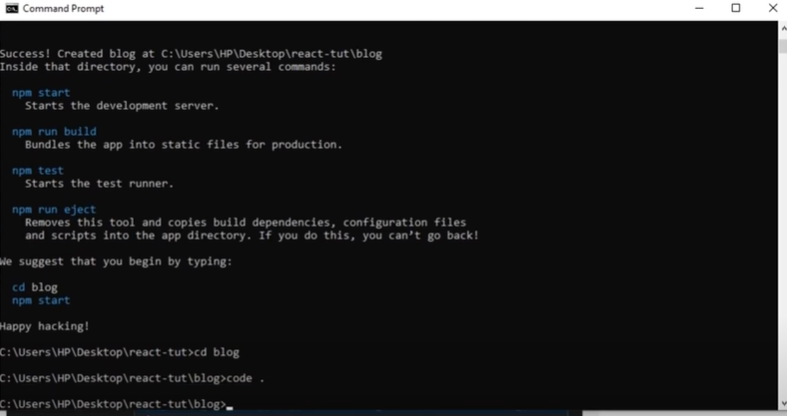 Command Prompt
Success! Created blog at C:\Users\HP\Desktop\react-tut\blog
Inside that directory, you can run several commands:
npm start
Starts the development server.
npm run build
Bundles the app into static files for production.
npm test
Starts the test runner.
npm run eject
Removes this tool and copies build dependencies, configuration files
and scripts into the app directory. If you do this, you can’t go back!
We suggest that you begin by typing:
cd blog
npm start
Happy hacking!
C:\Users\HP\Desktop\react-tut>cd blog
C:\Users\HP\Desktop\react-tut\blog>code .
C:\Users\HP\Desktop\react-tut\blog>